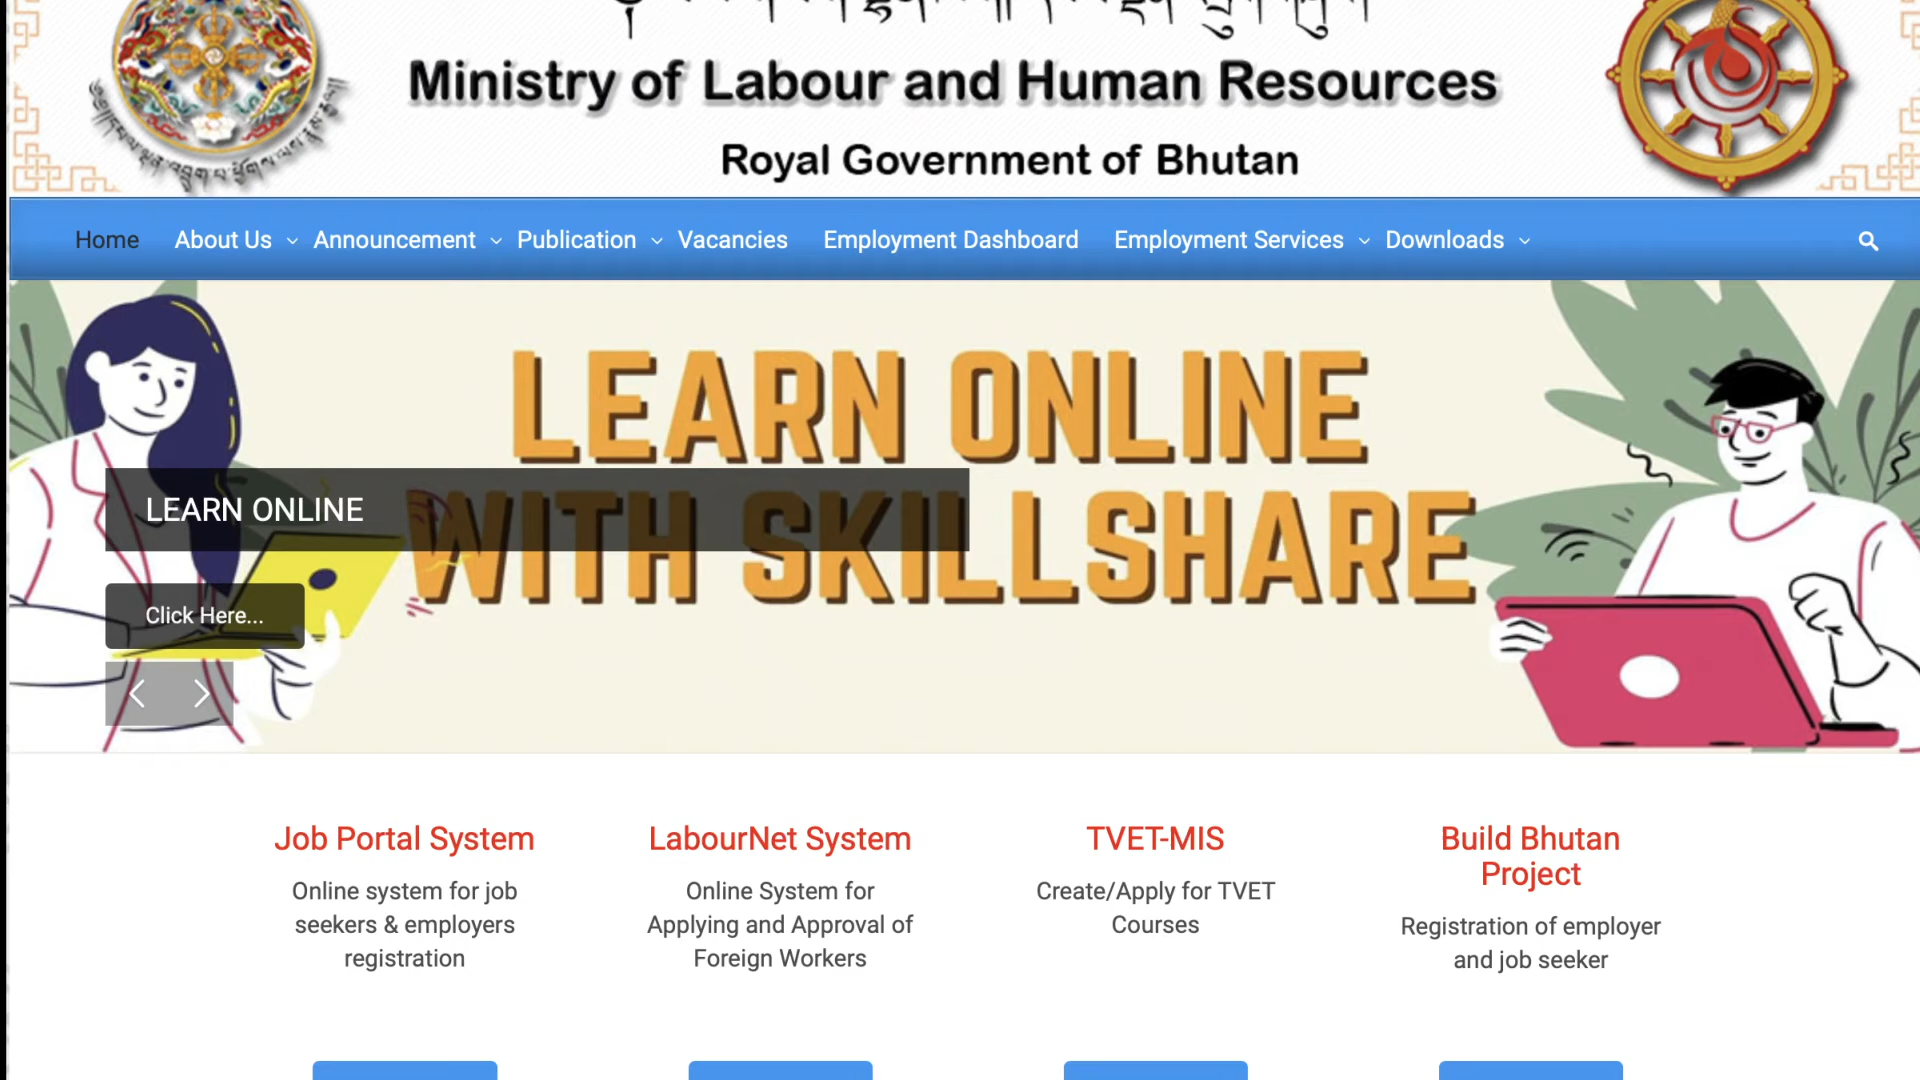 Ministry of Labour and Human Resources
Royal Government of Bhutan
Home About Us Announcement Publication Vacancies Employment Dashboard Employment Services Downloads
LEARN ONLINE
WITH SKILLSHARE
LEARN ONLINE
Click Here...
Job Portal System
Online system for job
seekers & employers
registration
LabourNet System
Online System for
Applying and Approval of
Foreign Workers
TVET-MIS
Create/Apply for TVET
Courses
Build Bhutan
Project
Registration of employer
and job seeker